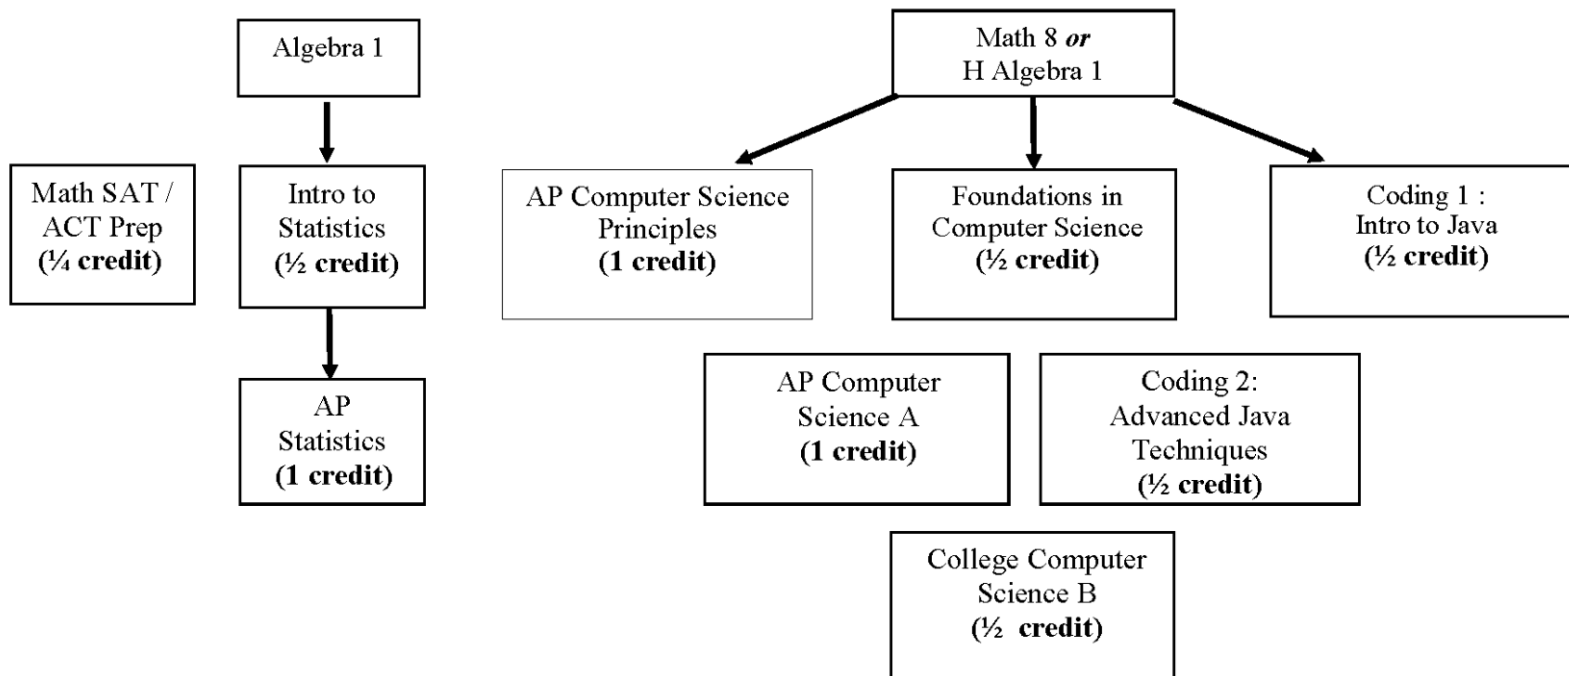 Algebra 1
Math 8 or
H Algebra 1
Math SAT /
ACT Prep
(¼ credit)
Intro to
Statistics
(½ credit)
AP Computer Science
Principles
(1 credit)
Foundations in
Computer Science
(½ credit)
Coding 1 :
Intro to Java
(½ credit)
AP
Statistics
(1 credit)
AP Computer
Science A
(1 credit)
Coding 2:
Advanced Java
Techniques
(½ credit)
College Computer
Science B
(½ credit)